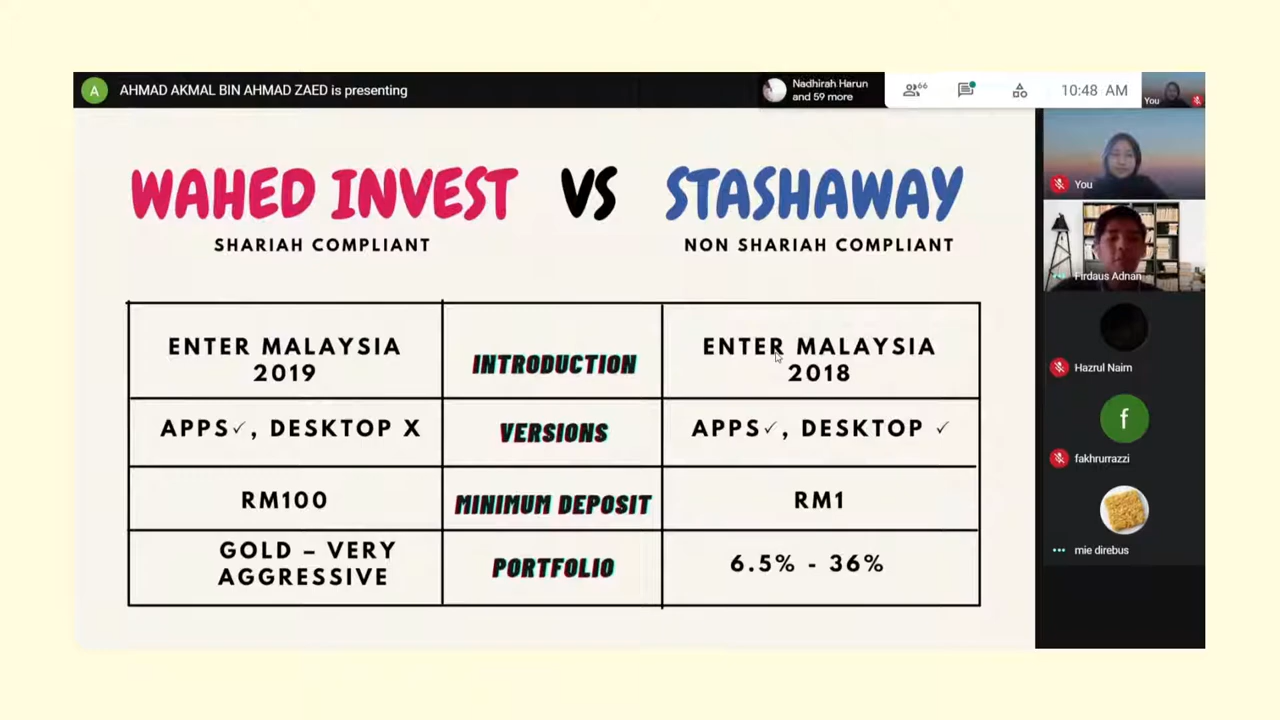 AHMAD AKMAL BIN AHMAD ZAED is presenting
Nadhirah Harun
and 59 more
66
10:48 AM
You
WAHED INVEST VS STASHAWAY
SHARIAH COMPLIANT
NON SHARIAH COMPLIANT
ENTER MALAYSIA
2019
INTRODUCTION
ENTER MALAYSIA
2018
APPS✓, DESKTOP X
VERSIONS
APPS✓, DESKTOP ✓
RM100
MINIMUM DEPOSIT
RM1
GOLD – VERY
AGGRESSIVE
PORTFOLIO
6.5% - 36%
A
You
Firdaus Adnan
Hazrul Naim
f
fakhrurrazzi
mie direbus